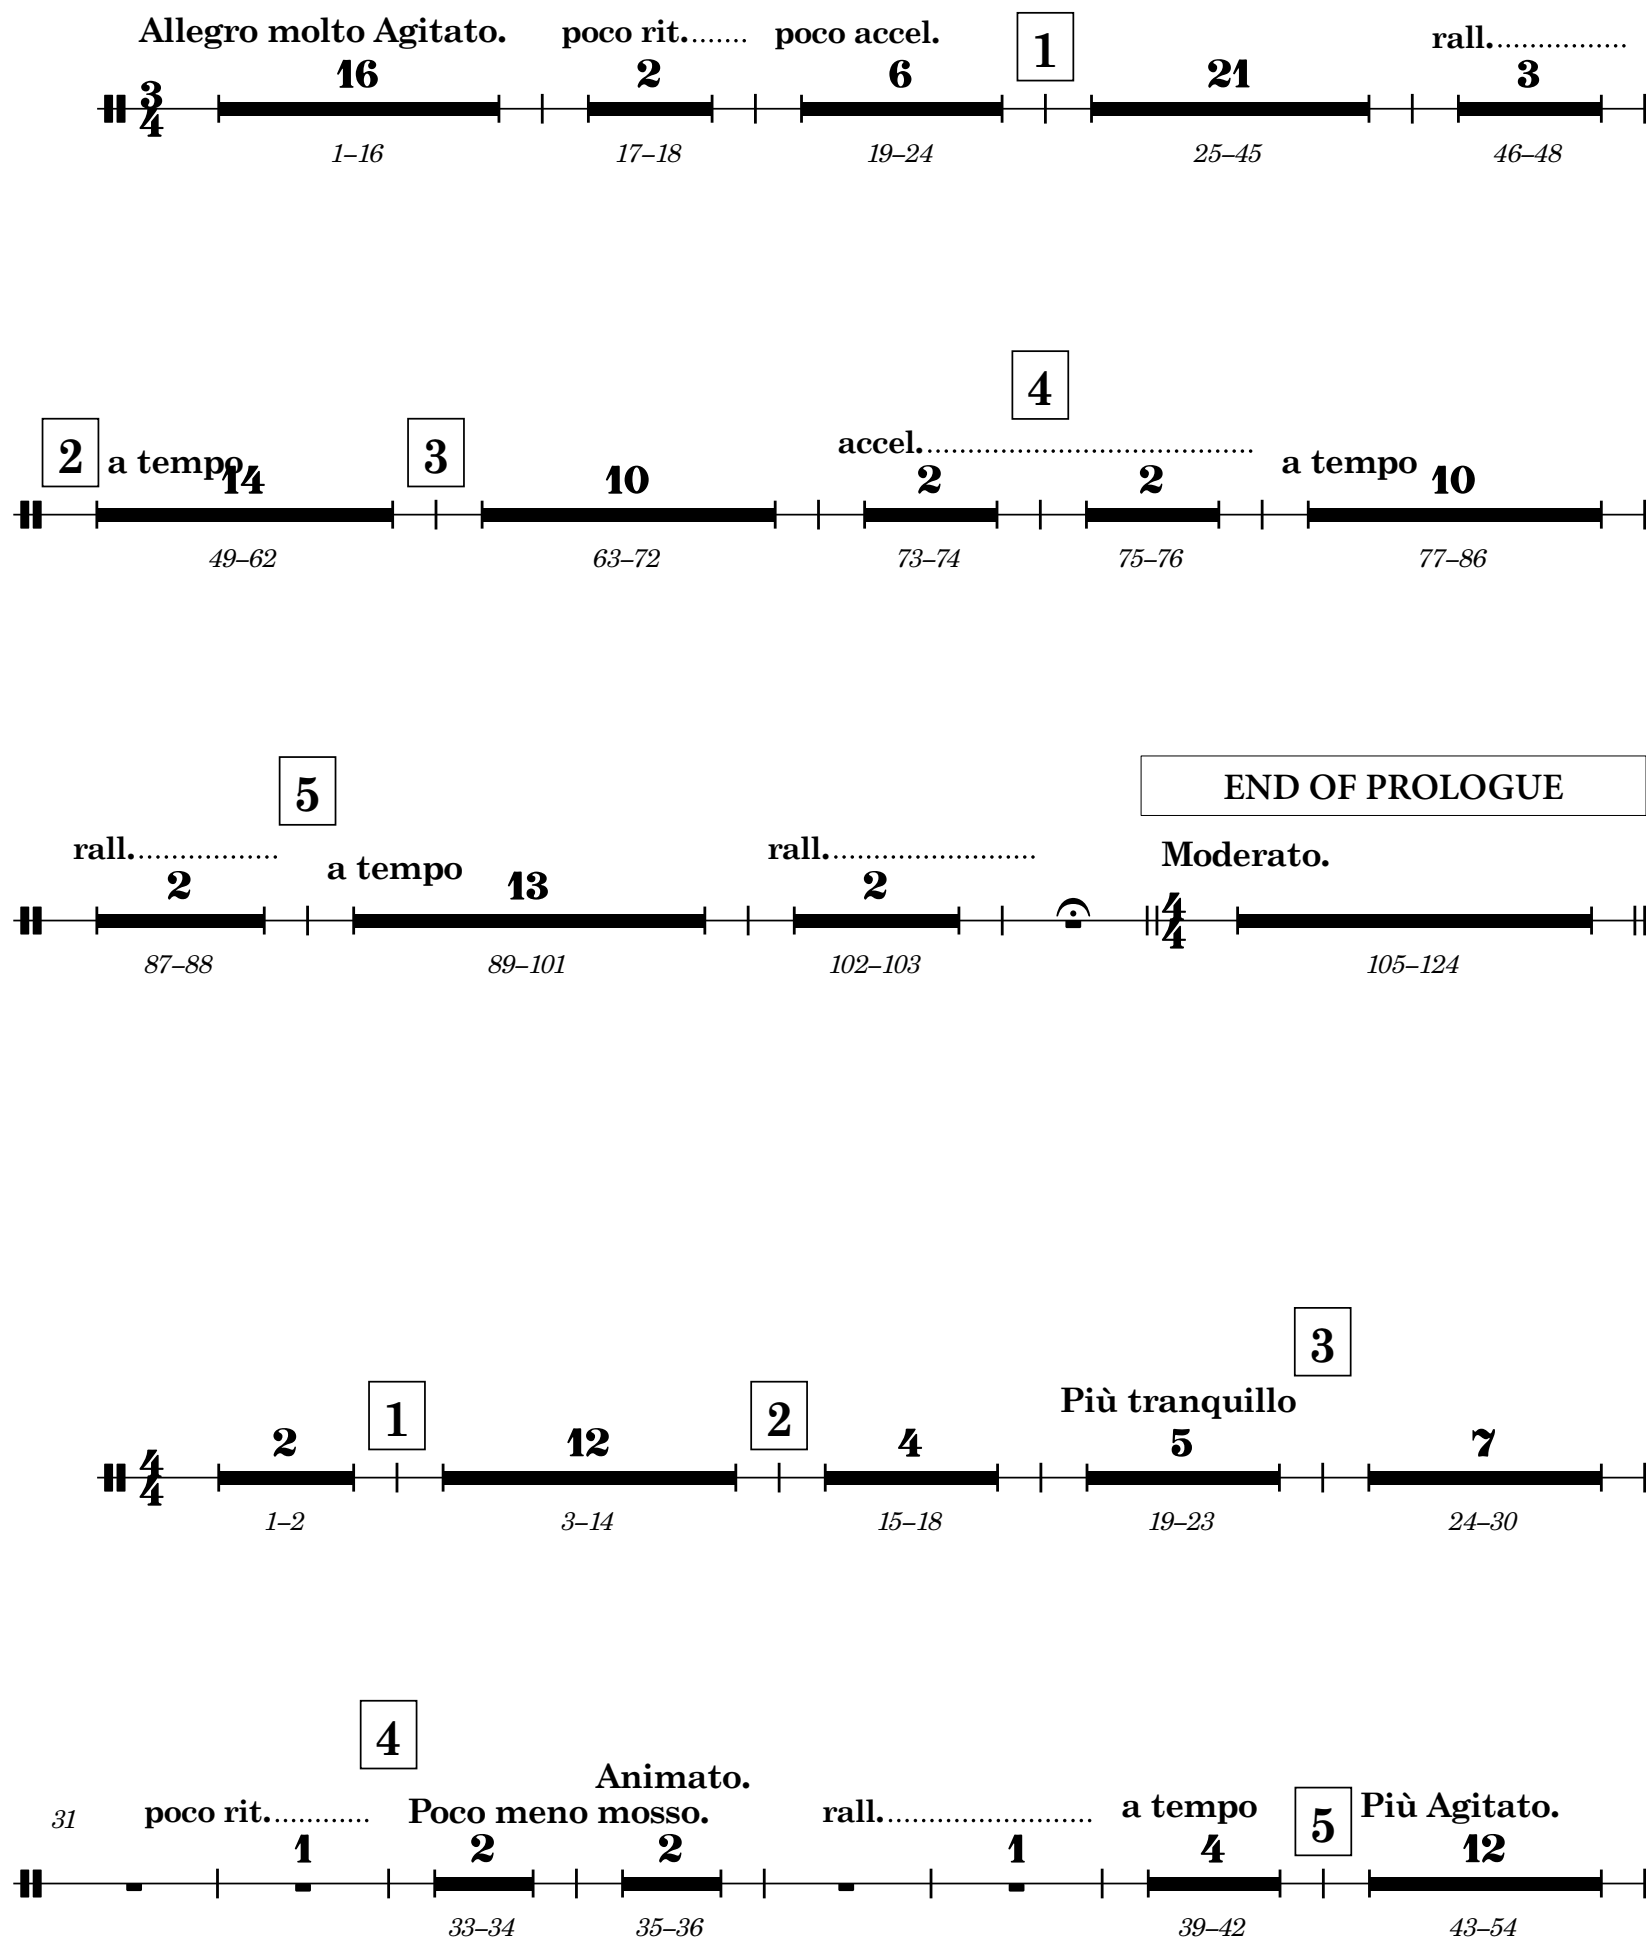 Allegro molto Agitato. poco rit....... poco accel. 1 rall................
16 2 6 21 3
3
4
1–16 17–18 19–24 25–45 46–48
4
2 a tempo 3 accel....................................... a tempo
14 10 2 2 10
49–62 63–72 73–74 75–76 77–86
END OF PROLOGUE
5
rall................. a tempo rall........................ Moderato.
2 13 2
4
4
87–88 89–101 102–103 105–124
3
1 2 Più tranquillo
2 12 4 5 7
4
4
1–2 3–14 15–18 19–23 24–30
4
Animato.
31 poco rit............ Poco meno mosso. rall......................... a tempo 5 Più Agitato.
1 2 2 1 4 12
33–34 35–36 39–42 43–54